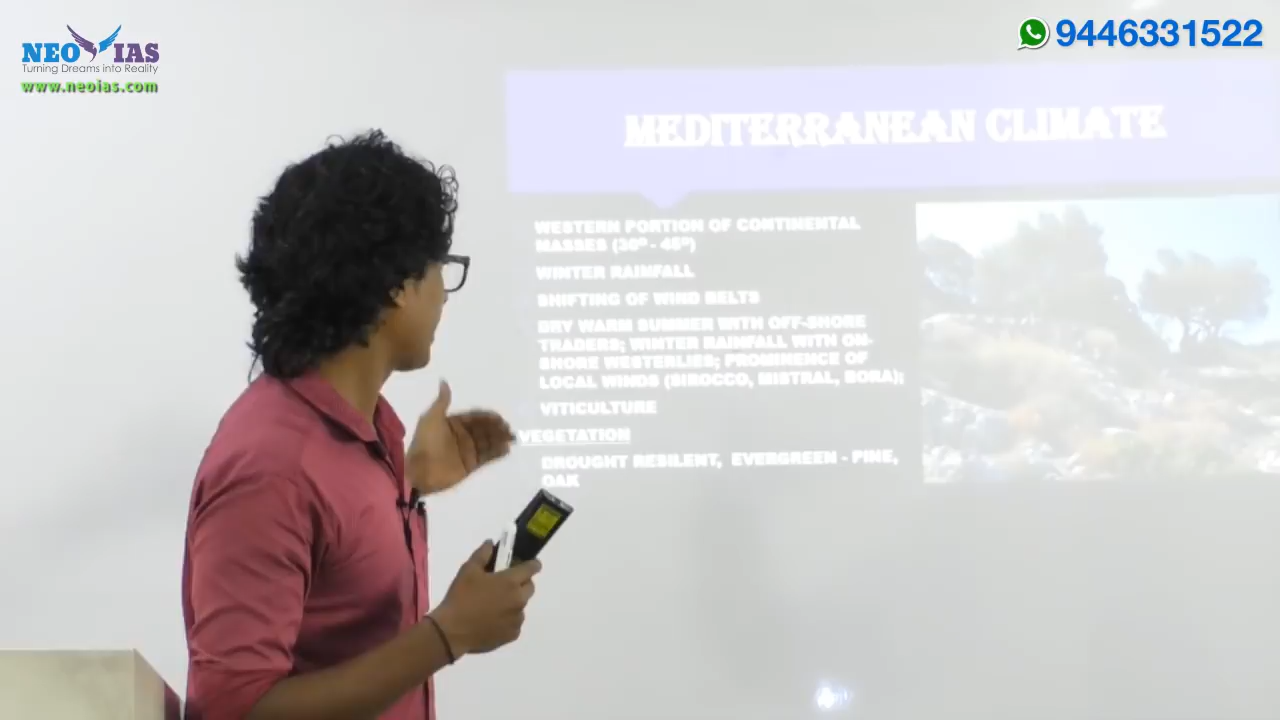 NEO IAS
Turning Dreams into Reality
www.neoias.com
9446331522
MEDITERRANEAN CLIMATE
WESTERN PORTION OF CONTINENTAL
MASSES (30º - 45º)
WINTER RAINFALL
SHIFTING OF WIND BELTS
DRY WARM SUMMER WITH OFF-SHORE
TRADERS; WINTER RAINFALL WITH ON-
SHORE WESTERLIES; PROMINENCE OF
LOCAL WINDS (SIROCCO, MISTRAL, BORA);
VITICULTURE
VEGETATION
DROUGHT RESILENT, EVERGREEN - PINE,
OAK